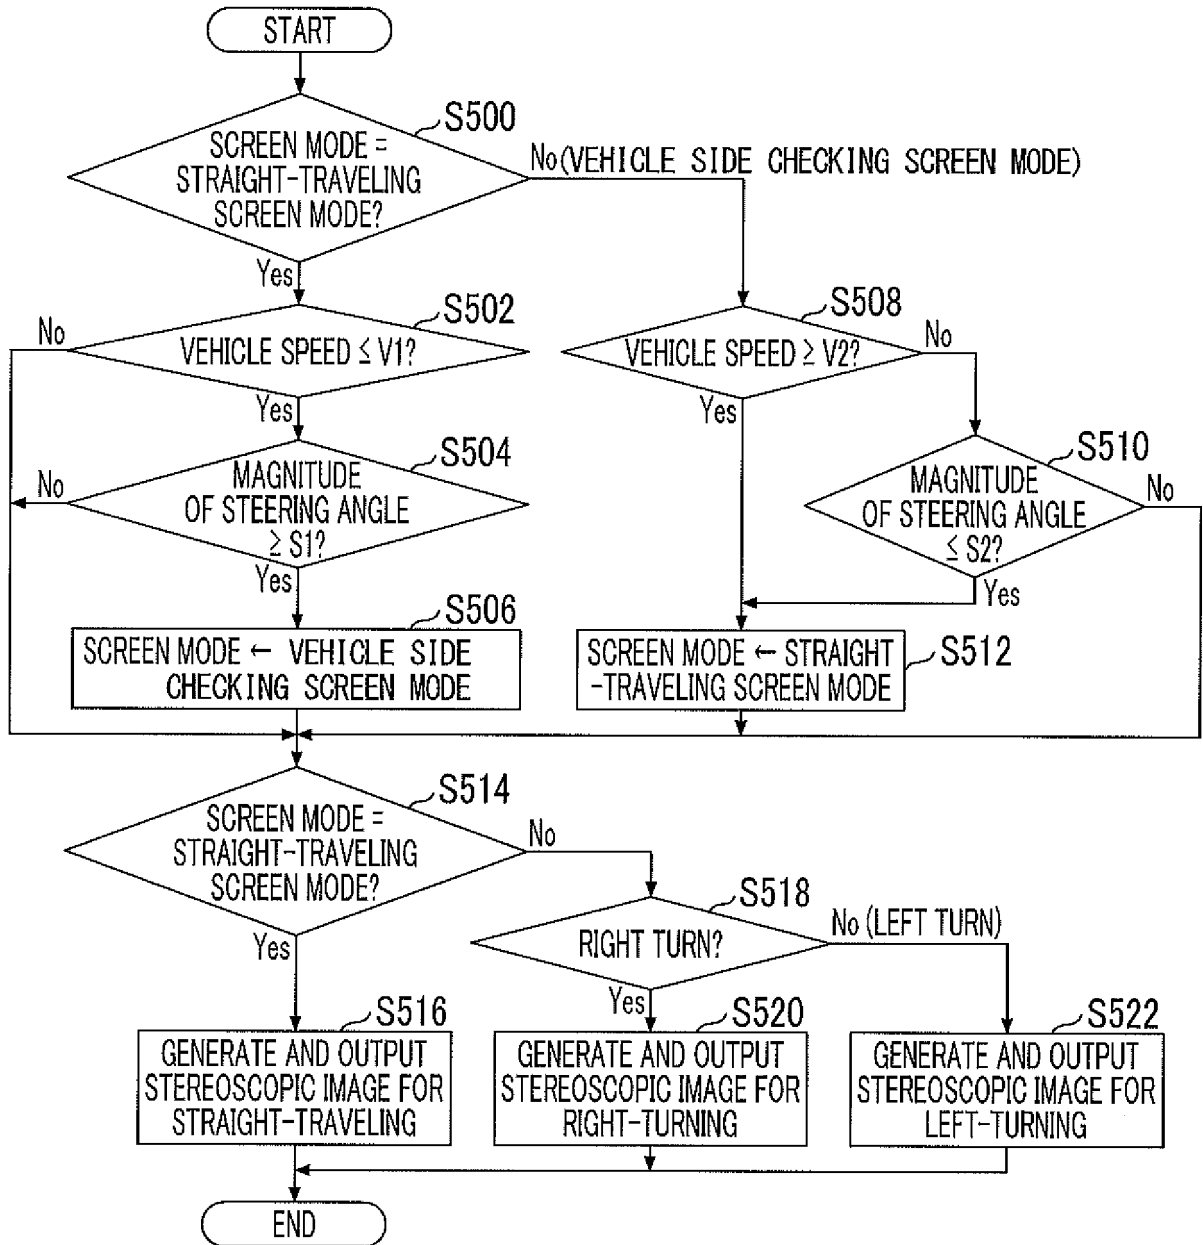 START
S500
SCREEN MODE =
STRAIGHT-TRAVELING
SCREEN MODE?
No (VEHICLE SIDE CHECKING SCREEN MODE)
Yes
S502
No
VEHICLE SPEED ≤ V1?
Yes
S508
VEHICLE SPEED ≥ V2?
No
Yes
S504
No
MAGNITUDE
OF STEERING ANGLE
≥ S1?
Yes
S510
MAGNITUDE
OF STEERING ANGLE
≤ S2?
No
Yes
S506
SCREEN MODE ← VEHICLE SIDE
CHECKING SCREEN MODE
SCREEN MODE ← STRAIGHT
-TRAVELING SCREEN MODE
S512
S514
SCREEN MODE =
STRAIGHT-TRAVELING
SCREEN MODE?
No
Yes
S518
RIGHT TURN?
No (LEFT TURN)
Yes
S516
GENERATE AND OUTPUT
STEREOSCOPIC IMAGE FOR
STRAIGHT-TRAVELING
S520
GENERATE AND OUTPUT
STEREOSCOPIC IMAGE FOR
RIGHT-TURNING
S522
GENERATE AND OUTPUT
STEREOSCOPIC IMAGE FOR
LEFT-TURNING
END